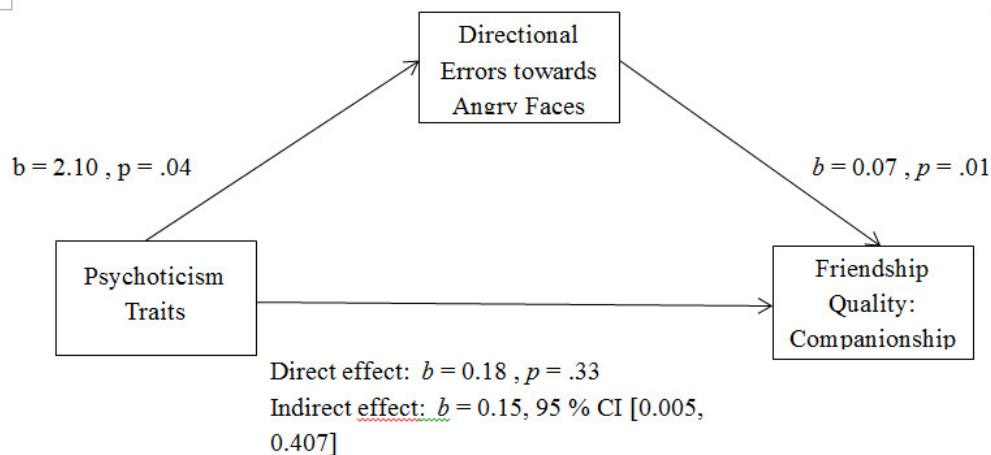 Directional
Errors towards
Angry Faces
b = 2.10 , p = .04
b = 0.07 , p = .01
Psychoticism
Traits
Friendship
Quality:
Companionship
Direct effect:  b = 0.18 , p = .33
Indirect effect:  b = 0.15, 95 % CI [0.005,
0.407]